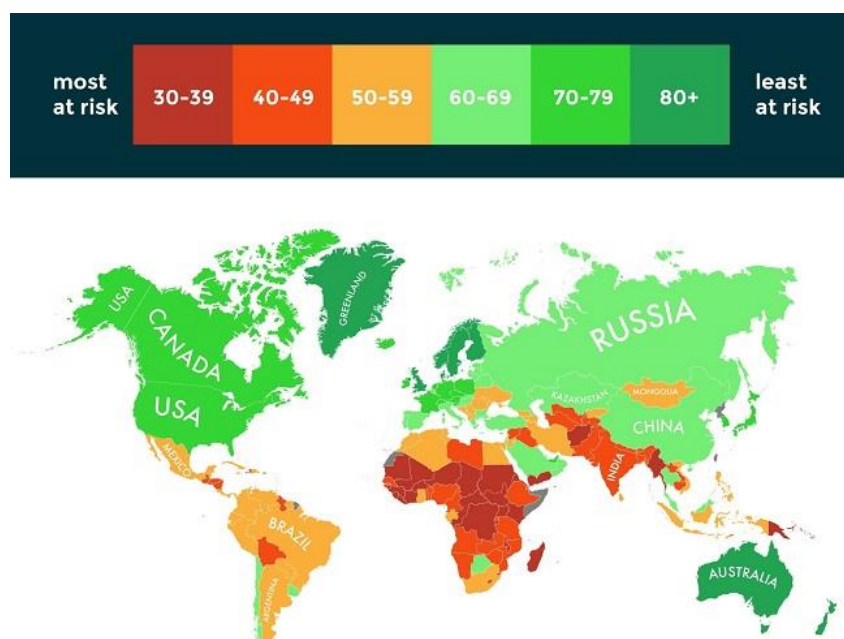 most
at risk
30-39
40-49
50-59
60-69
70-79
80+
least
at risk
USA
CANADA
USA
MEXICO
GREENLAND
BRAZIL
ARGENTINA
RUSSIA
KAZAKHSTAN
MONGOLIA
CHINA
INDIA
AUSTRALIA